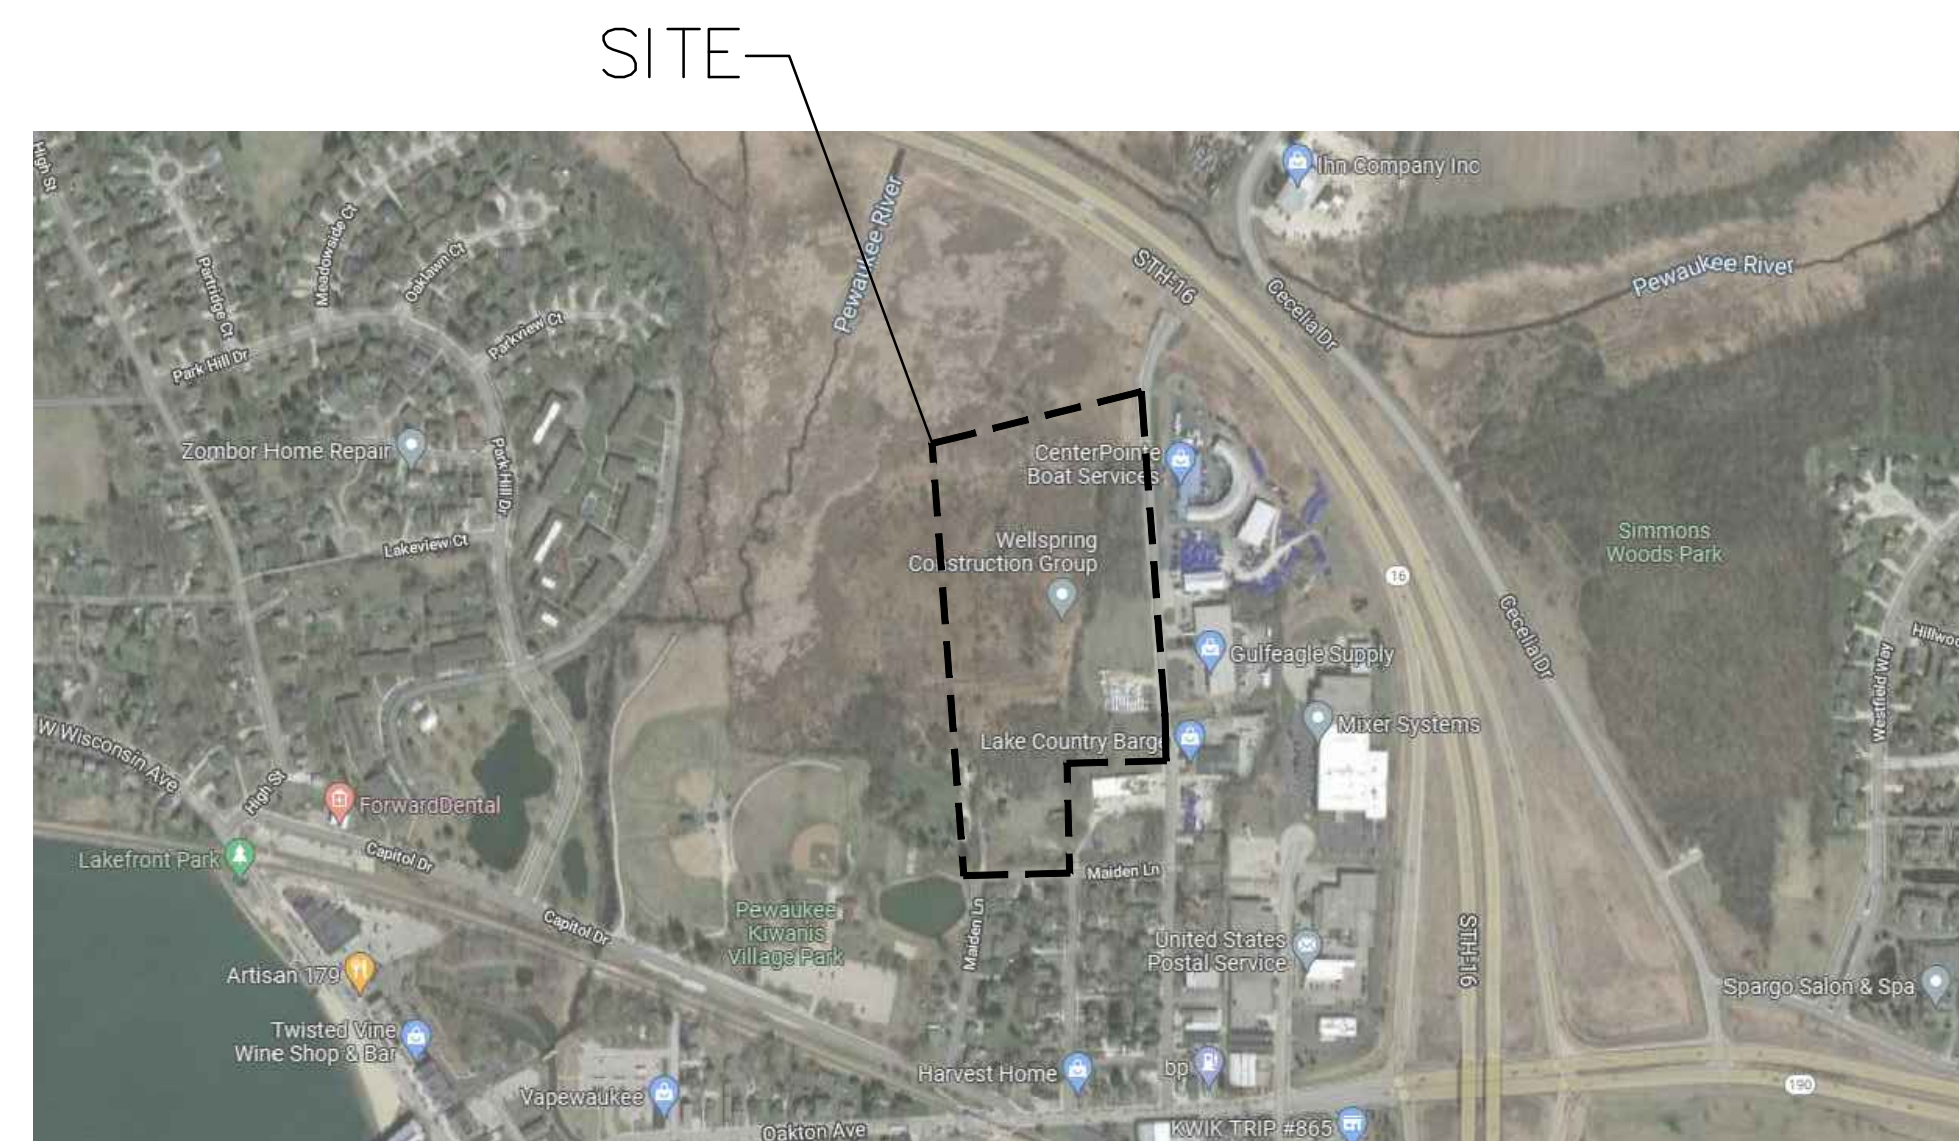 SITE
High St
Ihn Company Inc
Pewaukee River
Meadowside Ct
Oaklawn Ct
Partridge Ct
STH-16
Pewaukee River
Cecelia Dr
Parkview Ct
Park Hill Dr
Zombor Home Repair
CenterPointe
Boat Services
Park Hill Dr
Simmons
Woods Park
Wellspring
Construction Group
Lakeview Ct
16
Cecelia Dr
Hillwoo
Gulfeagle Supply
Westfield Way
W Wisconsin Ave
Mixer Systems
Lake Country Barge
High St
ForwardDental
Capitol Dr
Lakefront Park
Maiden Ln
Pewaukee
Kiwanis
Village Park
Capitol Dr
Maiden Ln
United States
Postal Service
STH-16
Artisan 179
Spargo Salon & Spa
Twisted Vine
Wine Shop & Bar
Harvest Home
bp
190
Vapewaukee
Oakton Ave
KWIK TRIP #865